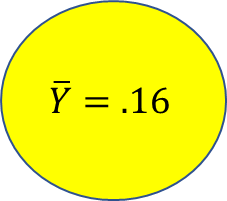 Ȳ = .16